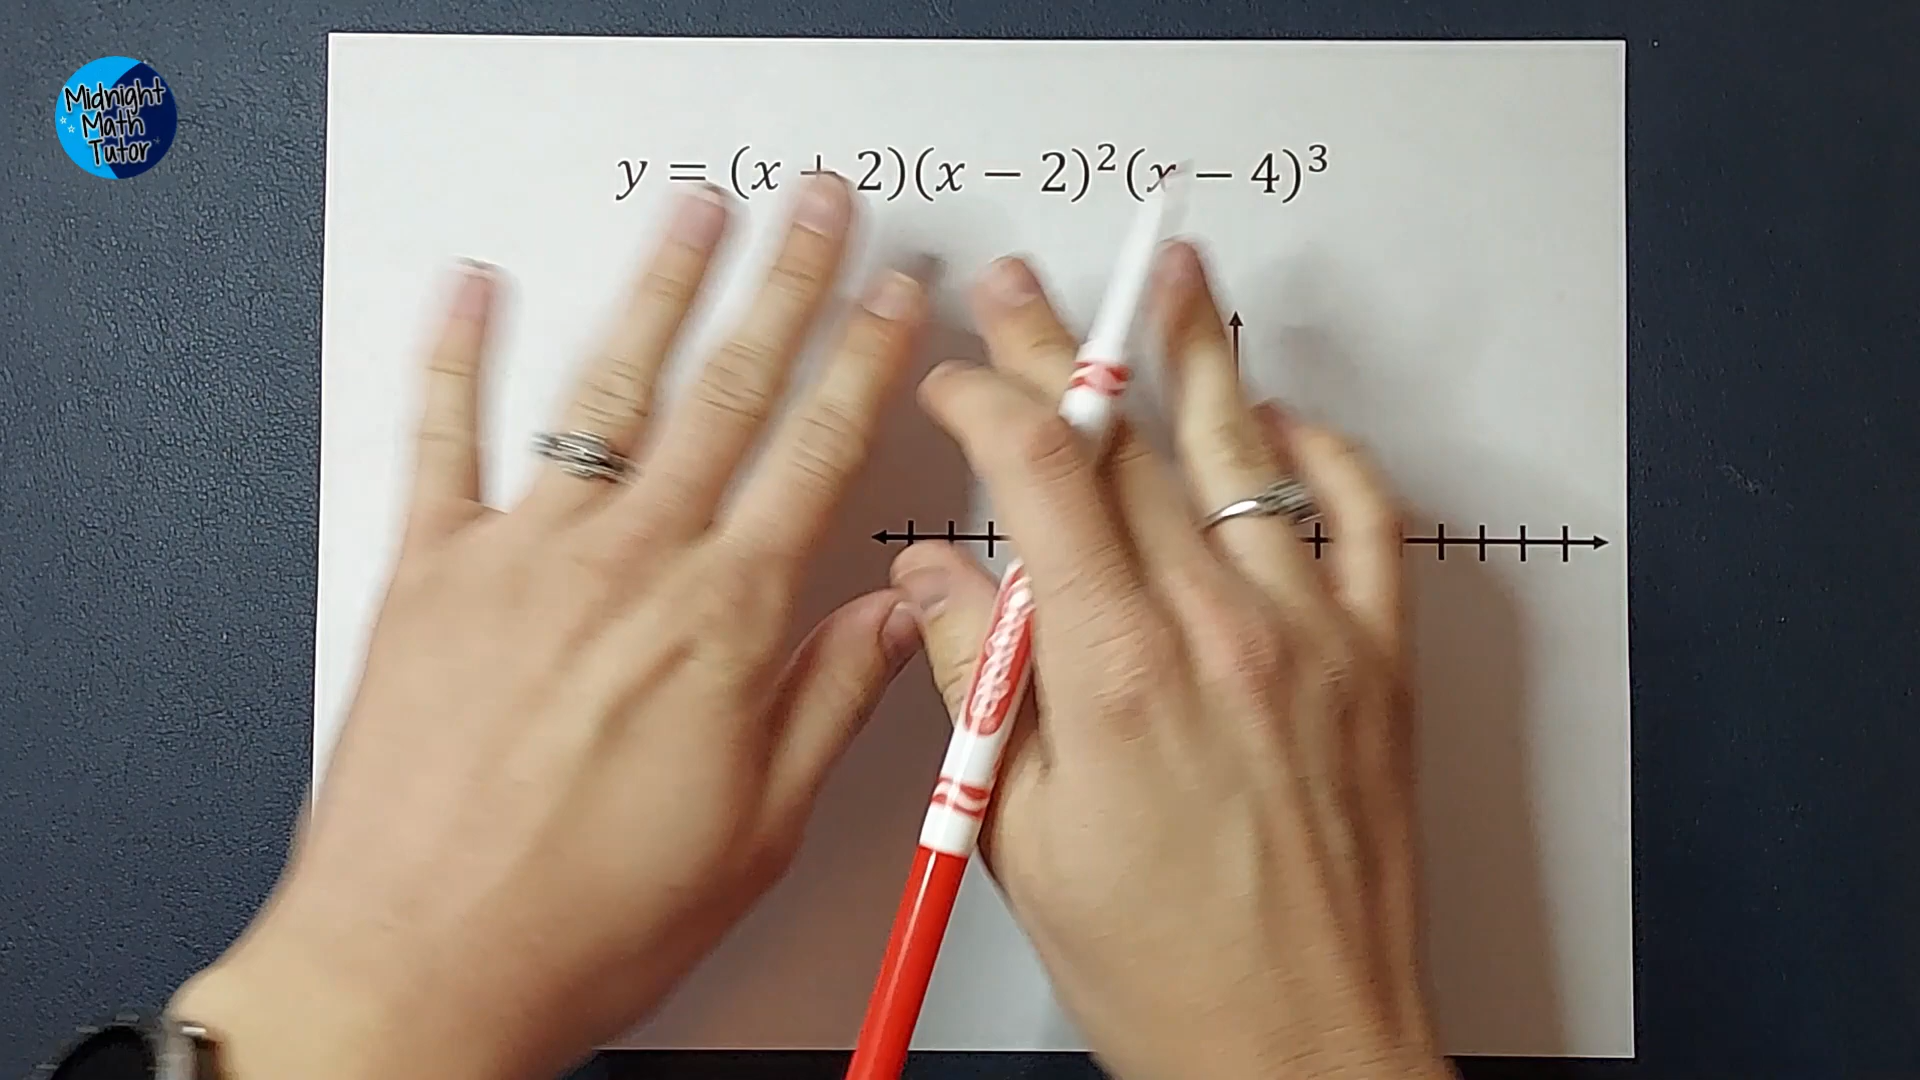 Midnight
Math
Tutor
y = (x + 2)(x − 2)²(x − 4)³